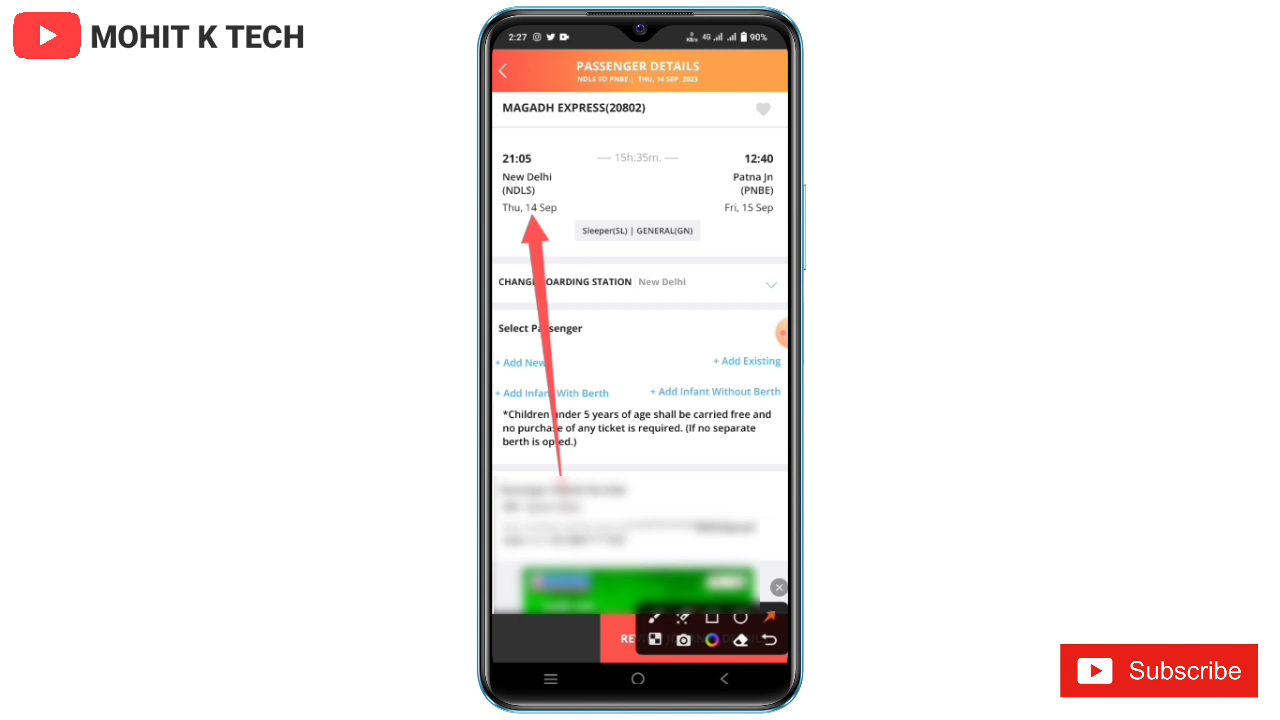 MOHIT K TECH
2:27
0 KB/s 4G 90%
PASSENGER DETAILS
NDLS TO PNBE | THU, 14 SEP 2023
MAGADH EXPRESS(20802)
21:05 15h:35m. 12:40
New Delhi Patna Jn
(NDLS) (PNBE)
Thu, 14 Sep Fri, 15 Sep
Sleeper(SL) | GENERAL(GN)
CHANGE BOARDING STATION New Delhi
Select Passenger
+ Add New + Add Existing
+ Add Infant With Berth + Add Infant Without Berth
*Children under 5 years of age shall be carried free and
no purchase of any ticket is required. (If no separate
berth is opted.)
Subscribe